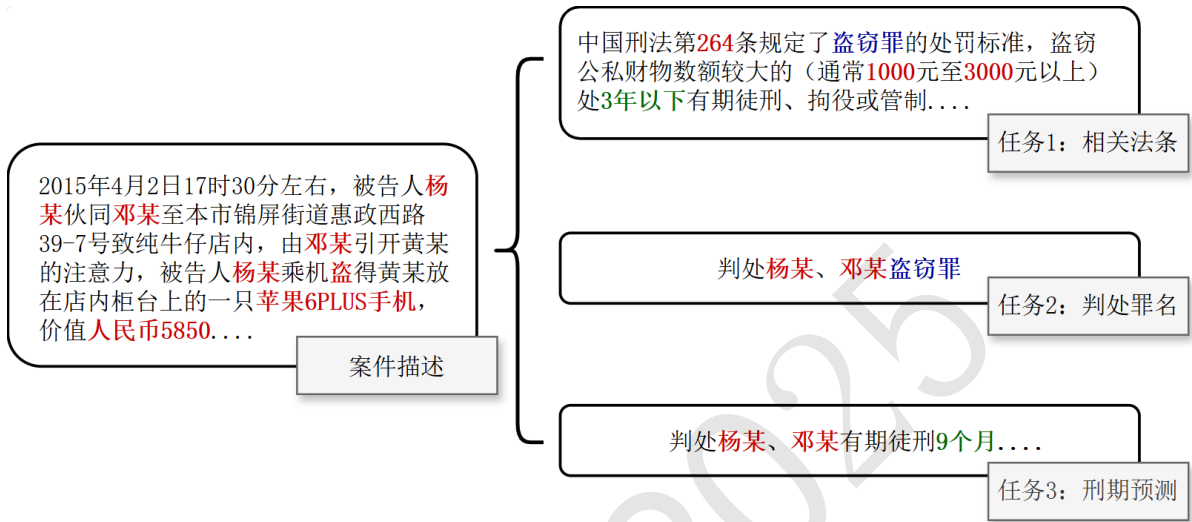 2015年4月2日17时30分左右，被告人杨
某伙同邓某至本市锦屏街道惠政西路
39-7号致纯牛仔店内，由邓某引开黄某
的注意力，被告人杨某乘机盗得黄某放
在店内柜台上的一只苹果6PLUS手机，
价值人民币5850....
案件描述
中国刑法第264条规定了盗窃罪的处罚标准，盗窃
公私财物数额较大的（通常1000元至3000元以上）
处3年以下有期徒刑、拘役或管制....
任务1：相关法条
判处杨某、邓某盗窃罪
任务2：判处罪名
判处杨某、邓某有期徒刑9个月....
任务3：刑期预测
2025